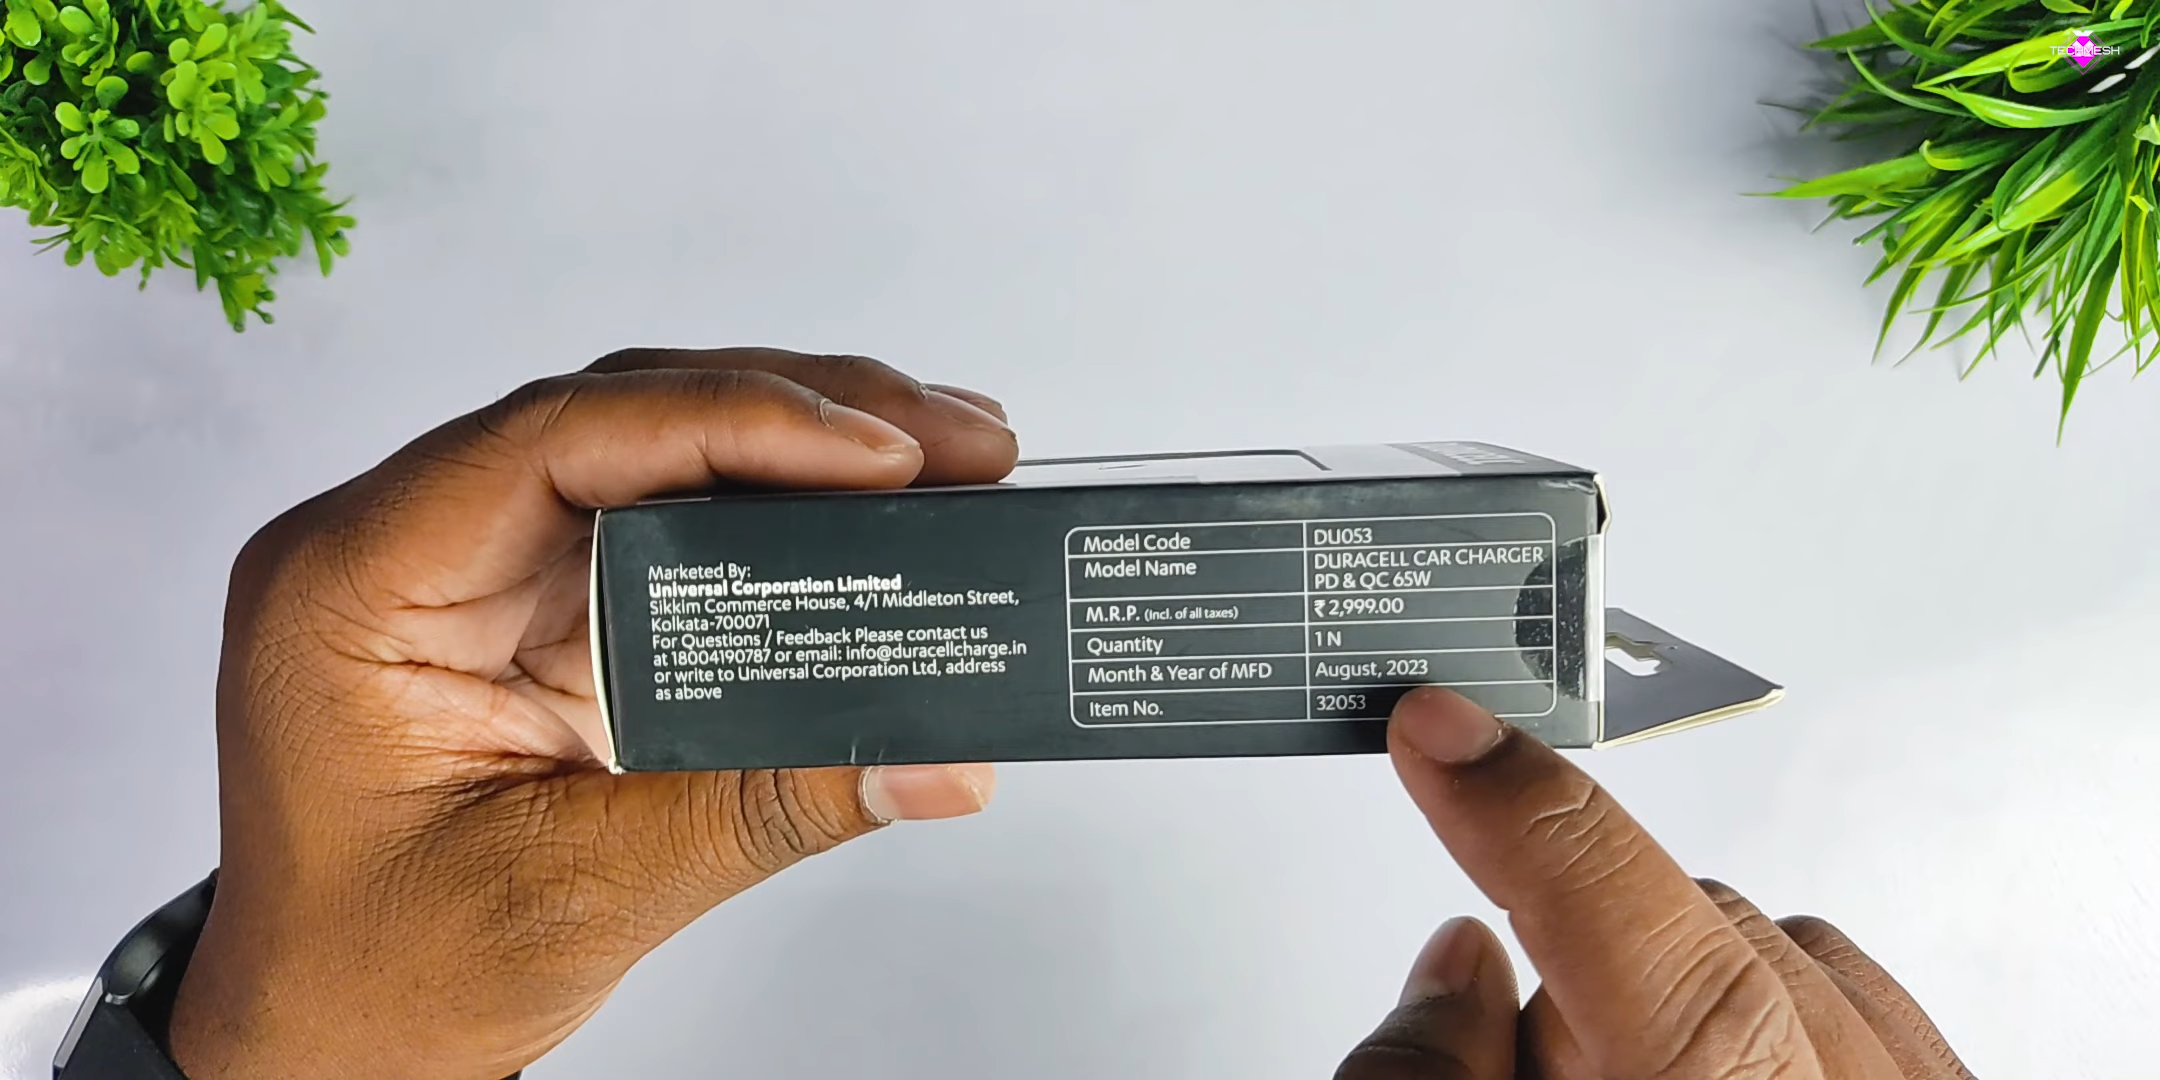 TECHMESH
Marketed By:
Universal Corporation Limited
Sikkim Commerce House, 4/1 Middleton Street,
Kolkata-700071
For Questions / Feedback Please contact us
at 18004190787 or email: info@duracellcharge.in
or write to Universal Corporation Ltd, address
as above
Model Code DU053
Model Name DURACELL CAR CHARGER
PD & QC 65W
M.R.P. (Incl. of all taxes) ₹2,999.00
Quantity 1 N
Month & Year of MFD August, 2023
Item No. 32053